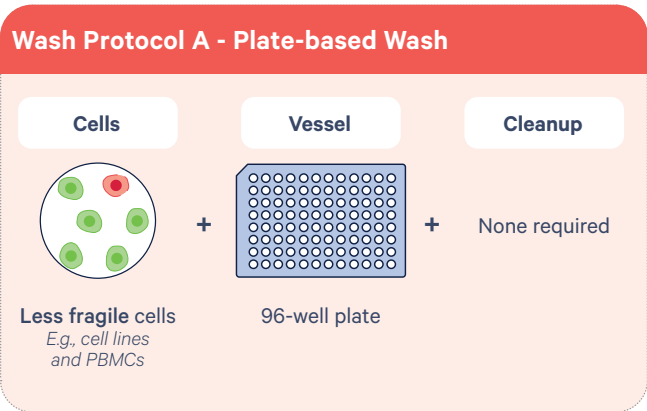 Wash Protocol A - Plate-based Wash
Cells
Vessel
Cleanup
+
+
None required
Less fragile cells
E.g., cell lines
and PBMCs
96-well plate